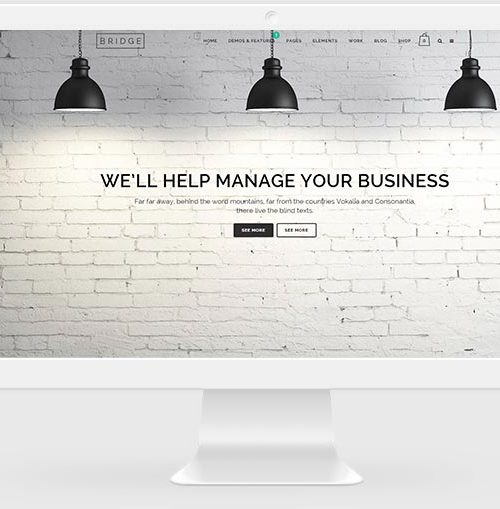 BRIDGE
HOME DEMOS & FEATURES PAGES ELEMENTS WORK BLOG SHOP 0
WE'LL HELP MANAGE YOUR BUSINESS
Far far away, behind the word mountains, far from the countries Vokalia and Consonantia,
there live the blind texts.
SEE MORE SEE MORE